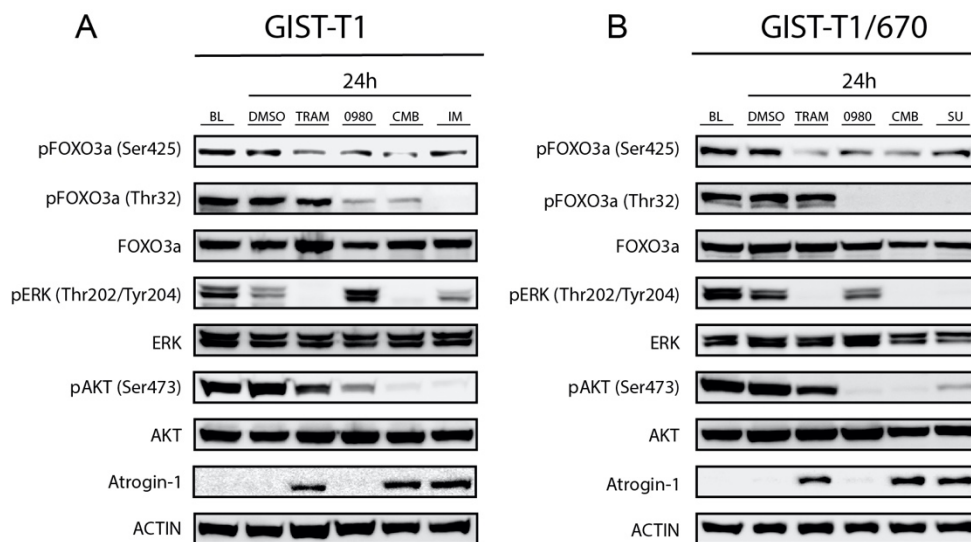 A
GIST-T1
24h
BL DMSO TRAM 0980 CMB IM
pFOXO3a (Ser425)
pFOXO3a (Thr32)
FOXO3a
pERK (Thr202/Tyr204)
ERK
pAKT (Ser473)
AKT
Atrogin-1
ACTIN
B
GIST-T1/670
24h
BL DMSO TRAM 0980 CMB SU
pFOXO3a (Ser425)
pFOXO3a (Thr32)
FOXO3a
pERK (Thr202/Tyr204)
ERK
pAKT (Ser473)
AKT
Atrogin-1
ACTIN